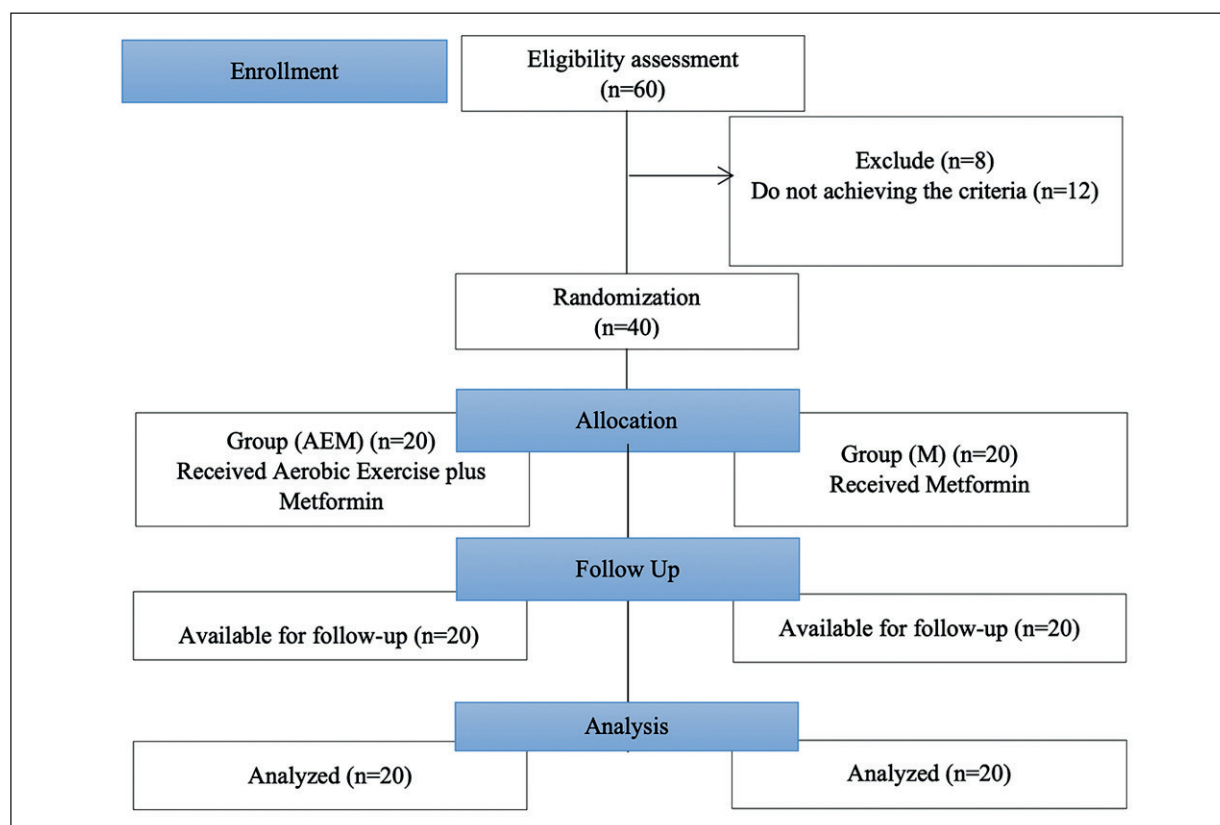 Enrollment
Eligibility assessment
(n=60)
Exclude (n=8)
Do not achieving the criteria (n=12)
Randomization
(n=40)
Allocation
Group (AEM) (n=20)
Received Aerobic Exercise plus
Metformin
Group (M) (n=20)
Received Metformin
Follow Up
Available for follow-up (n=20)
Available for follow-up (n=20)
Analysis
Analyzed (n=20)
Analyzed (n=20)